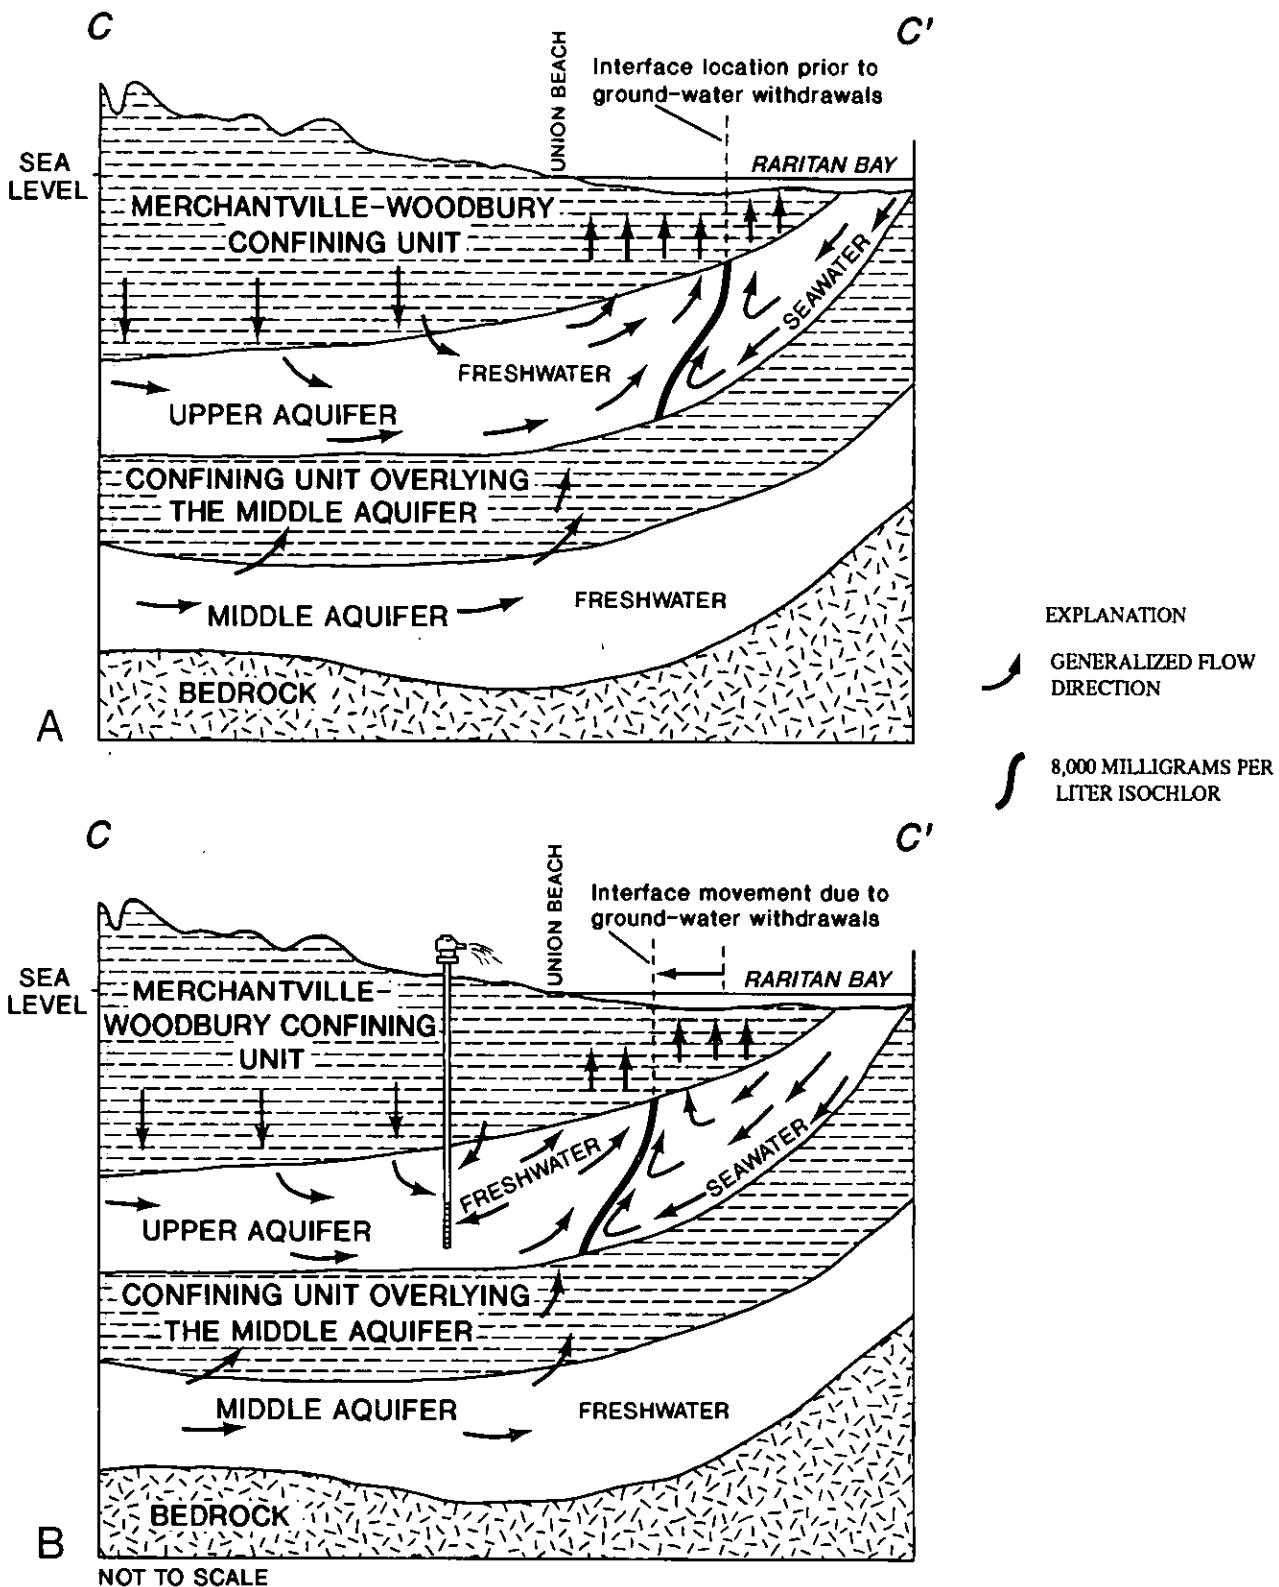 C
C'
UNION BEACH
Interface location prior to
ground-water withdrawals
SEA
LEVEL
RARITAN BAY
MERCHANTVILLE-WOODBURY
CONFINING UNIT
SEAWATER
FRESHWATER
UPPER AQUIFER
CONFINING UNIT OVERLYING
THE MIDDLE AQUIFER
FRESHWATER
MIDDLE AQUIFER
BEDROCK
A
EXPLANATION
GENERALIZED FLOW
DIRECTION
8,000 MILLIGRAMS PER
LITER ISOCHLOR
C
C'
UNION BEACH
Interface movement due to
ground-water withdrawals
SEA
LEVEL
RARITAN BAY
MERCHANTVILLE-
WOODBURY CONFINING
UNIT
FRESHWATER
SEAWATER
UPPER AQUIFER
CONFINING UNIT OVERLYING
THE MIDDLE AQUIFER
MIDDLE AQUIFER
FRESHWATER
BEDROCK
B
NOT TO SCALE